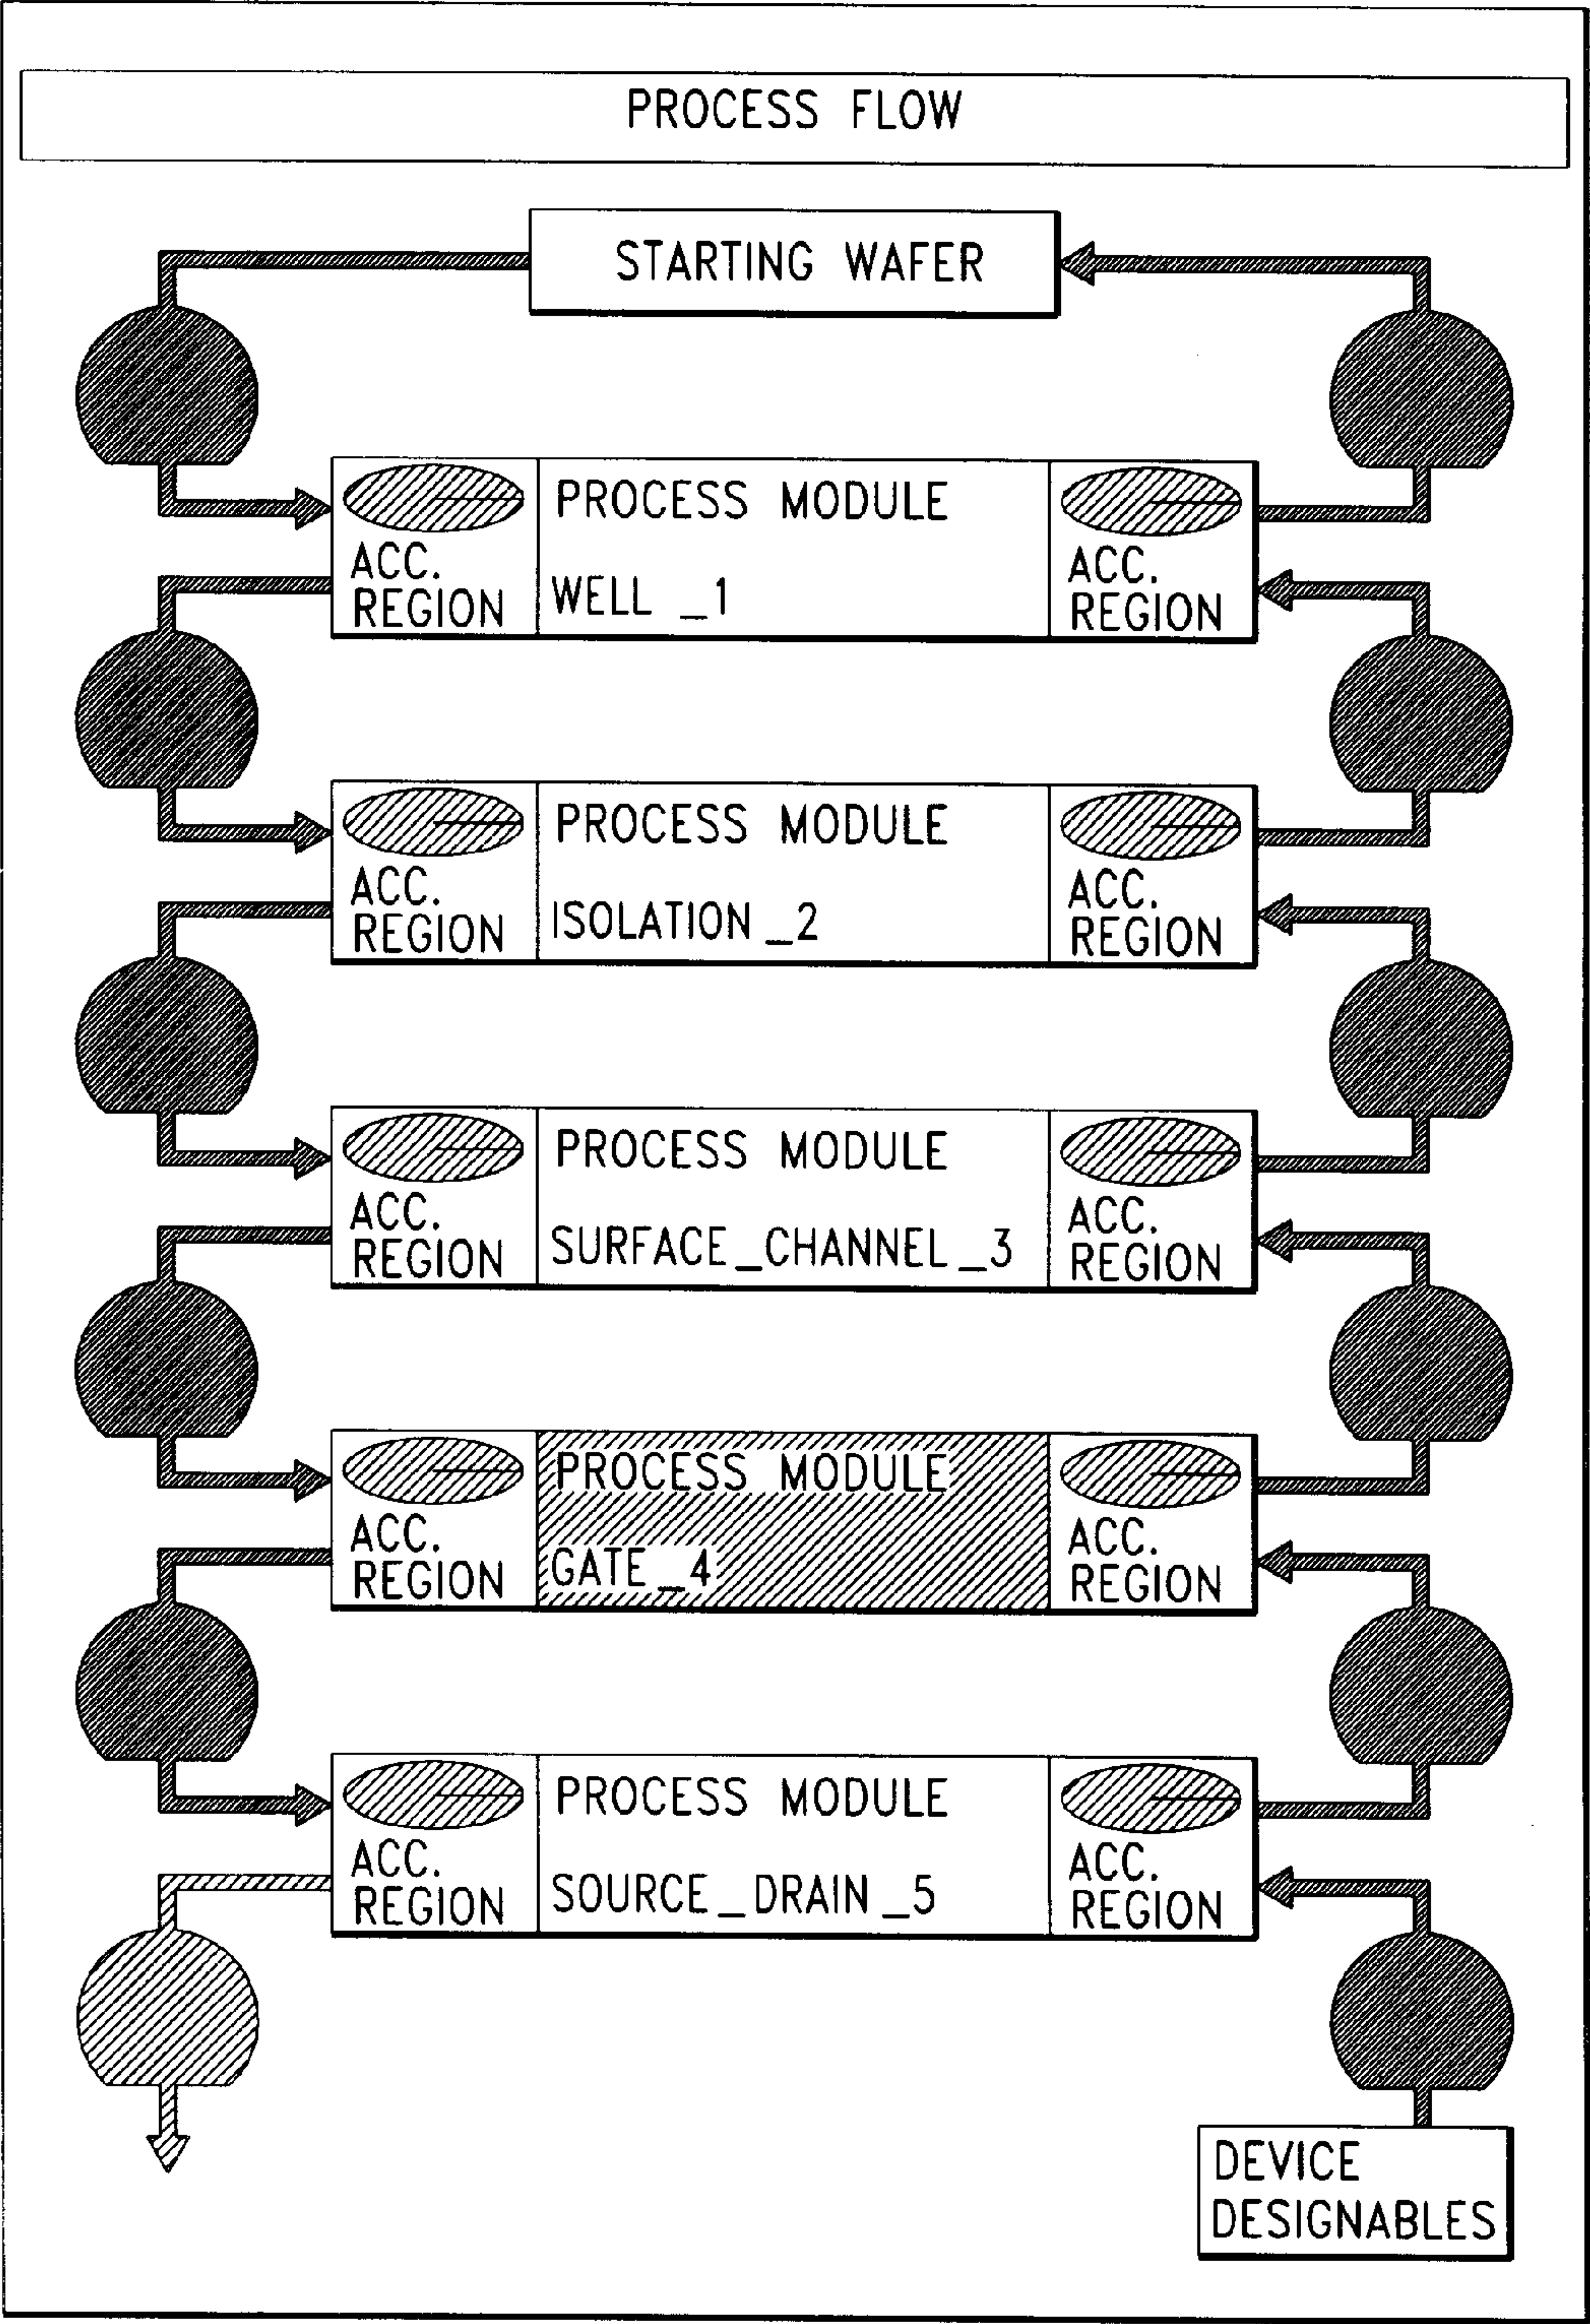 PROCESS FLOW
STARTING WAFER
PROCESS MODULE
ACC.
REGION
WELL _1
ACC.
REGION
PROCESS MODULE
ACC.
REGION
ISOLATION _2
ACC.
REGION
PROCESS MODULE
ACC.
REGION
SURFACE_CHANNEL_3
ACC.
REGION
PROCESS MODULE
ACC.
REGION
GATE_4
ACC.
REGION
PROCESS MODULE
ACC.
REGION
SOURCE_DRAIN_5
ACC.
REGION
DEVICE
DESIGNABLES